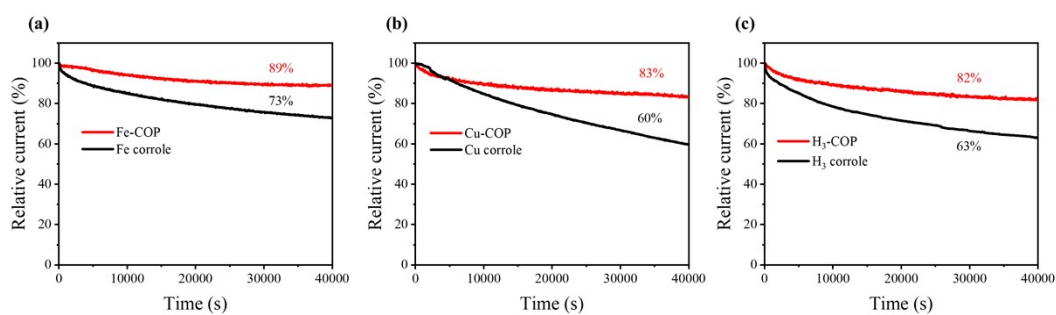 (a)
Relative current (%)
100
80
60
40
20
0
89%
73%
Fe-COP
Fe corrole
0
10000
20000
30000
40000
Time (s)
(b)
Relative current (%)
100
80
60
40
20
0
83%
60%
Cu-COP
Cu corrole
0
10000
20000
30000
40000
Time (s)
(c)
Relative current (%)
100
80
60
40
20
0
82%
63%
H₃-COP
H₃ corrole
0
10000
20000
30000
40000
Time (s)